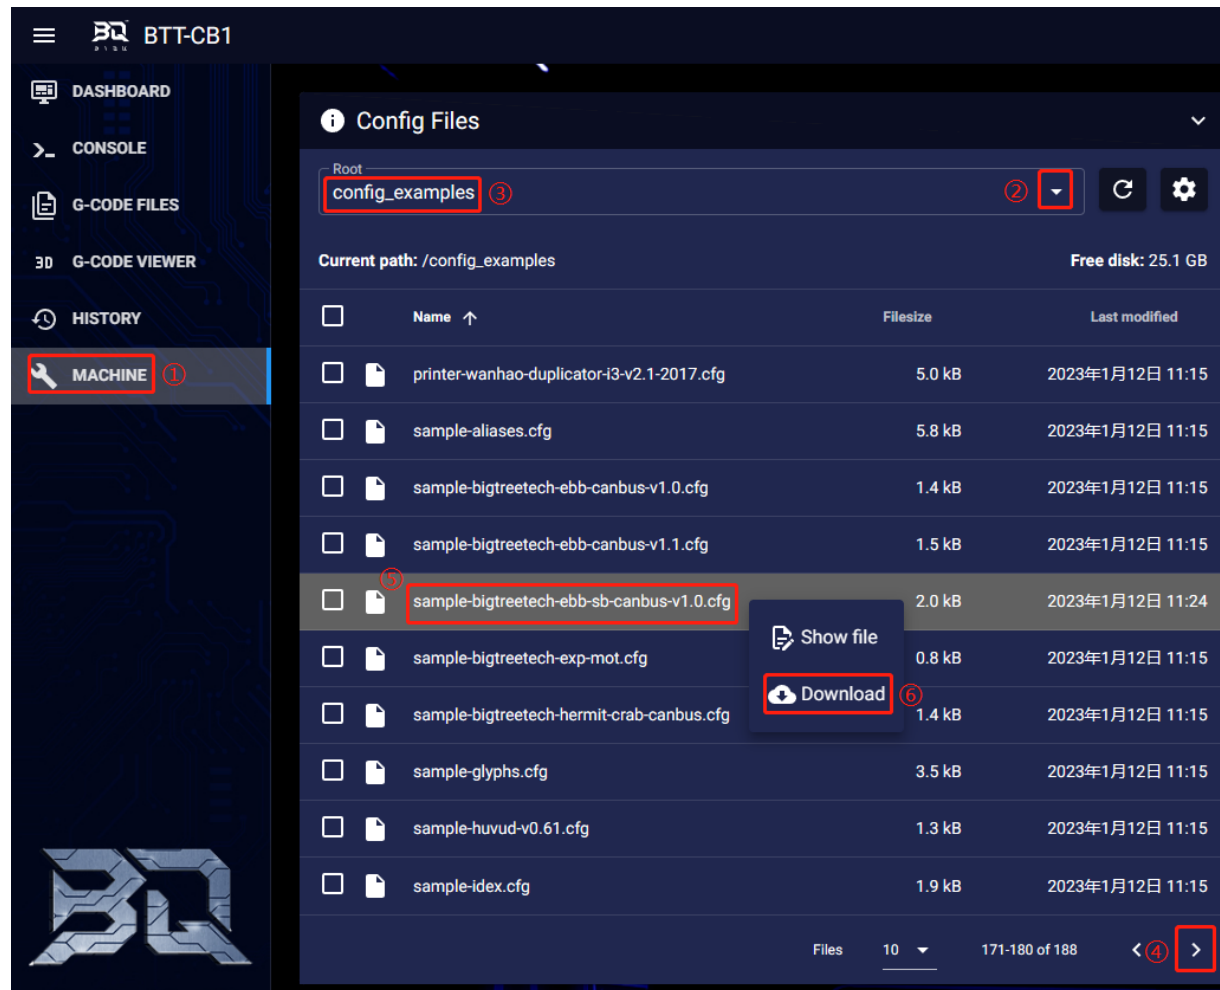 BQ BTT-CB1
DASHBOARD
CONSOLE
G-CODE FILES
3D G-CODE VIEWER
HISTORY
MACHINE ①
Config Files
Root
config_examples ③ ②
Current path: /config_examples Free disk: 25.1 GB
Name Filesize Last modified
printer-wanhao-duplicator-i3-v2.1-2017.cfg 5.0 kB 2023年1月12日 11:15
sample-aliases.cfg 5.8 kB 2023年1月12日 11:15
sample-bigtreetech-ebb-canbus-v1.0.cfg 1.4 kB 2023年1月12日 11:15
sample-bigtreetech-ebb-canbus-v1.1.cfg 1.5 kB 2023年1月12日 11:15
⑤ sample-bigtreetech-ebb-sb-canbus-v1.0.cfg 2.0 kB 2023年1月12日 11:24
Show file
sample-bigtreetech-exp-mot.cfg 0.8 kB 2023年1月12日 11:15
Download ⑥
sample-bigtreetech-hermit-crab-canbus.cfg 1.4 kB 2023年1月12日 11:15
sample-glyphs.cfg 3.5 kB 2023年1月12日 11:15
sample-huvud-v0.61.cfg 1.3 kB 2023年1月12日 11:15
sample-idex.cfg 1.9 kB 2023年1月12日 11:15
BQ
Files 10 171-180 of 188 ④